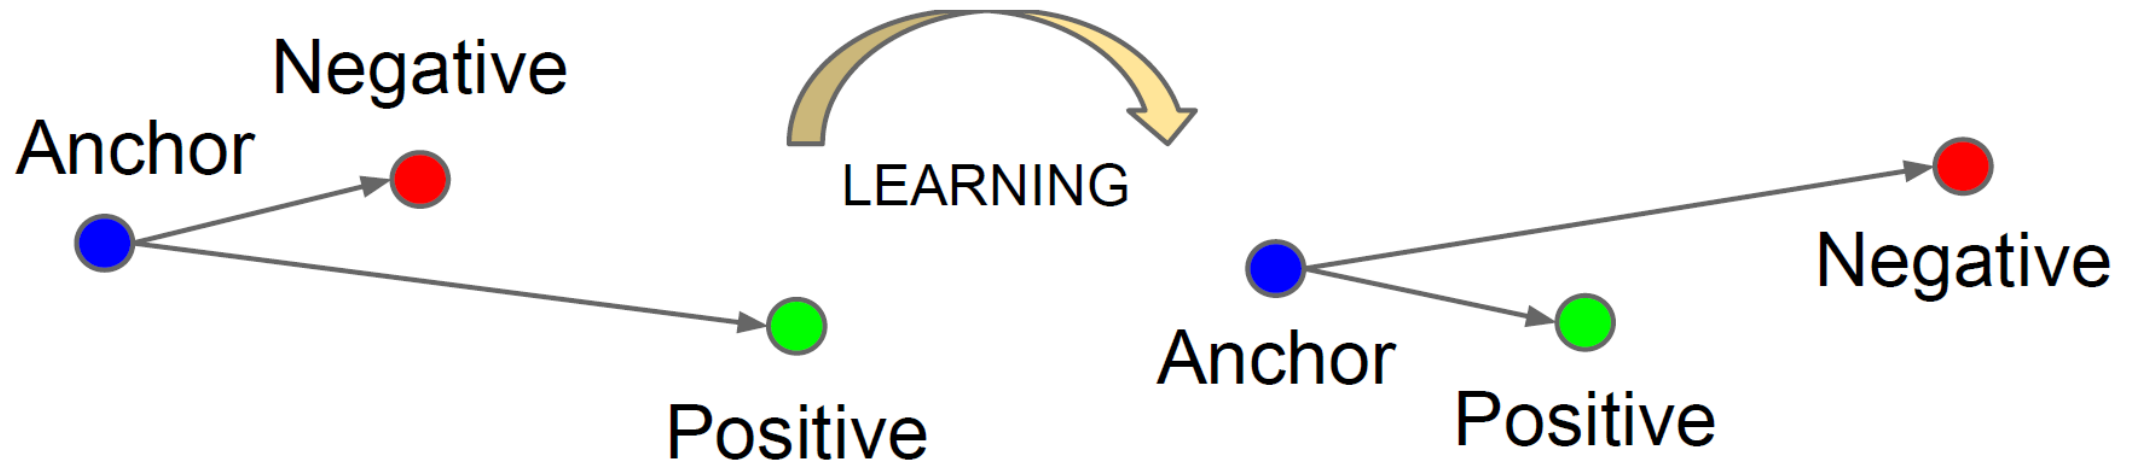 Negative
Anchor
Positive
LEARNING
Negative
Anchor
Positive